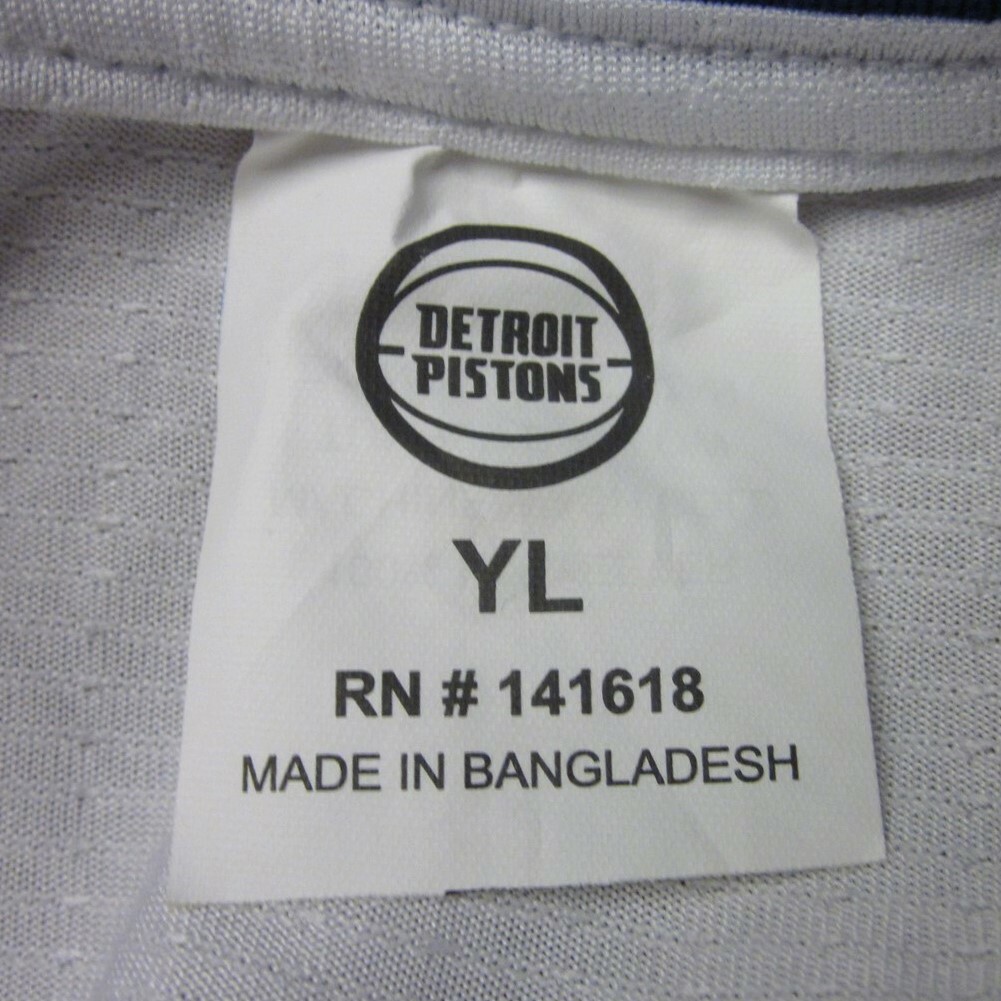 DETROIT
PISTONS
YL
RN # 141618
MADE IN BANGLADESH